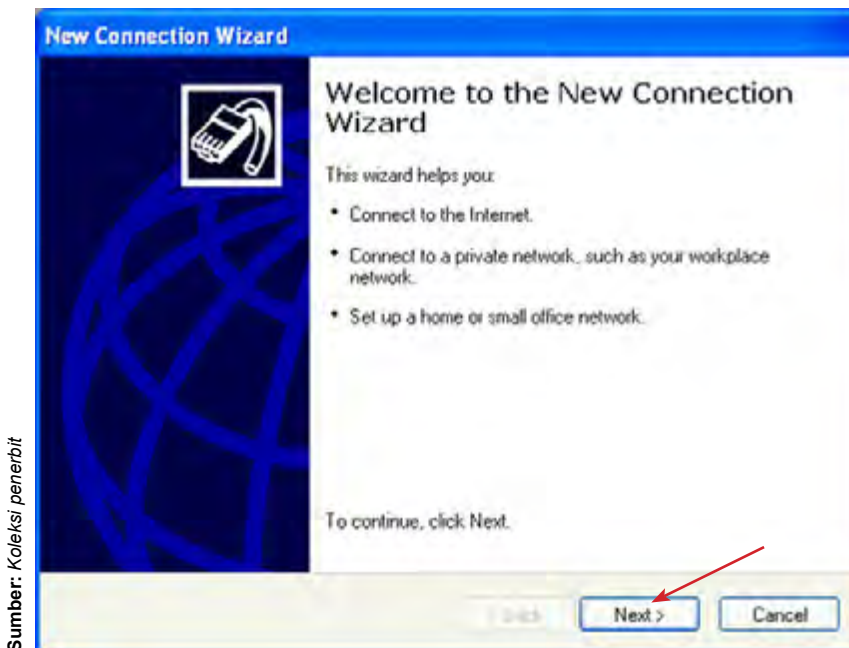 New Connection Wizard
Welcome to the New Connection
Wizard
This wizard helps you:
• Connect to the Internet.
• Connect to a private network, such as your workplace
network.
• Set up a home or small office network.
To continue, click Next.
< Back
Next >
Cancel
Sumber: Koleksi penerbit